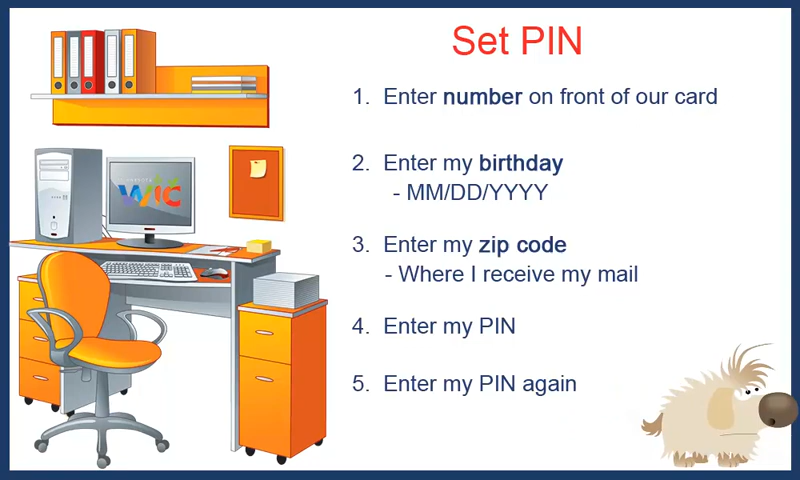 Set PIN
1. Enter number on front of our card
2. Enter my birthday
- MM/DD/YYYY
3. Enter my zip code
- Where I receive my mail
4. Enter my PIN
5. Enter my PIN again
WIC